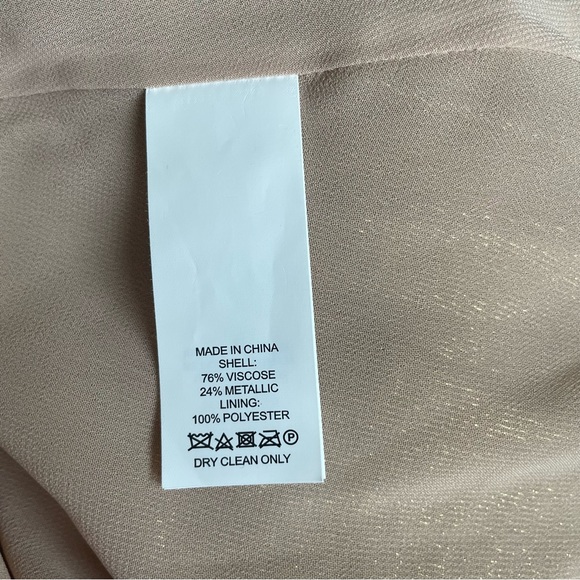 MADE IN CHINA
SHELL:
76% VISCOSE
24% METALLIC
LINING:
100% POLYESTER
P
DRY CLEAN ONLY